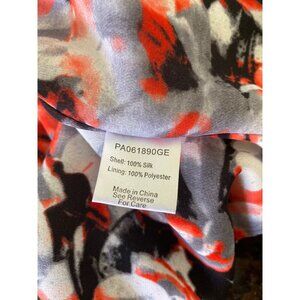 PA061890GE
Shell: 100% Silk
Lining: 100% Polyester
Made in China
See Reverse
For Care